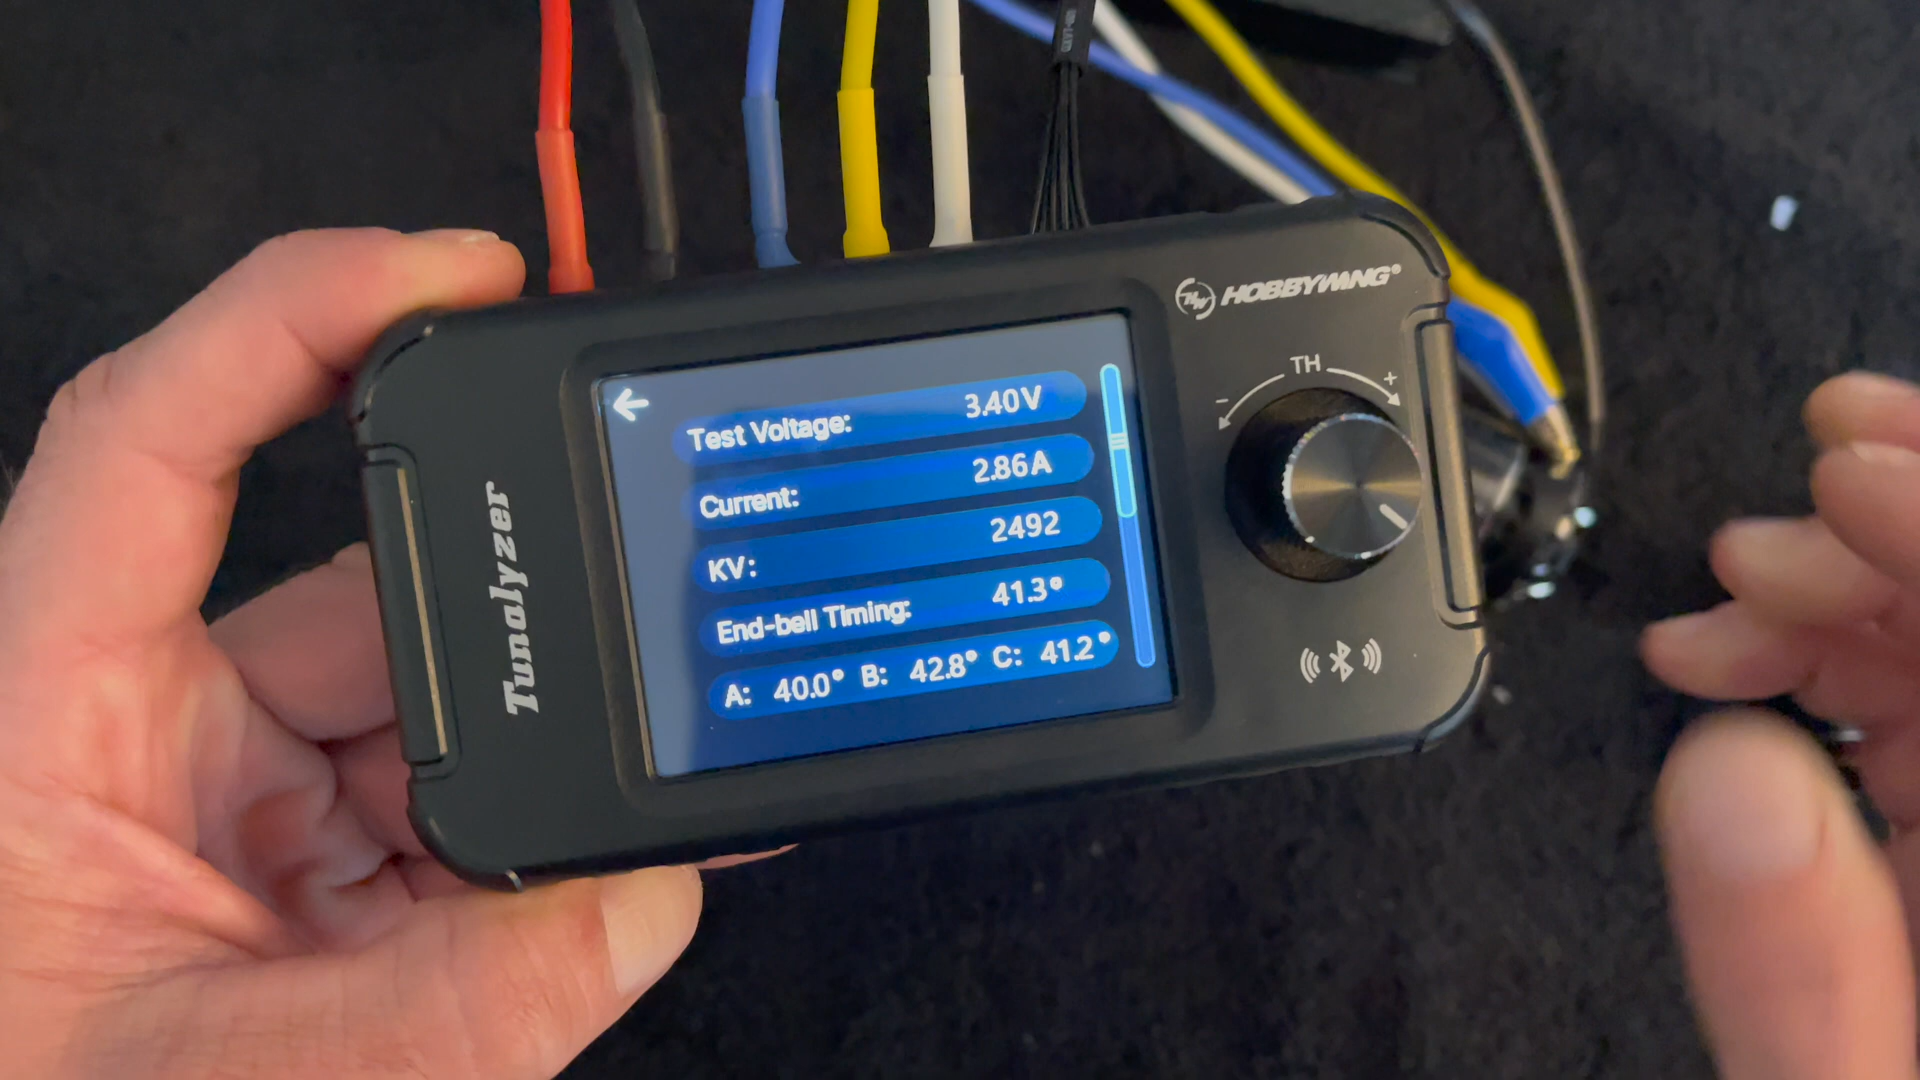 HOBBYWING®
TH
- +
Tunalyzer
Test Voltage: 3.40V
Current: 2.86A
KV: 2492
End-bell Timing: 41.3°
A: 40.0° B: 42.8° C: 41.2°